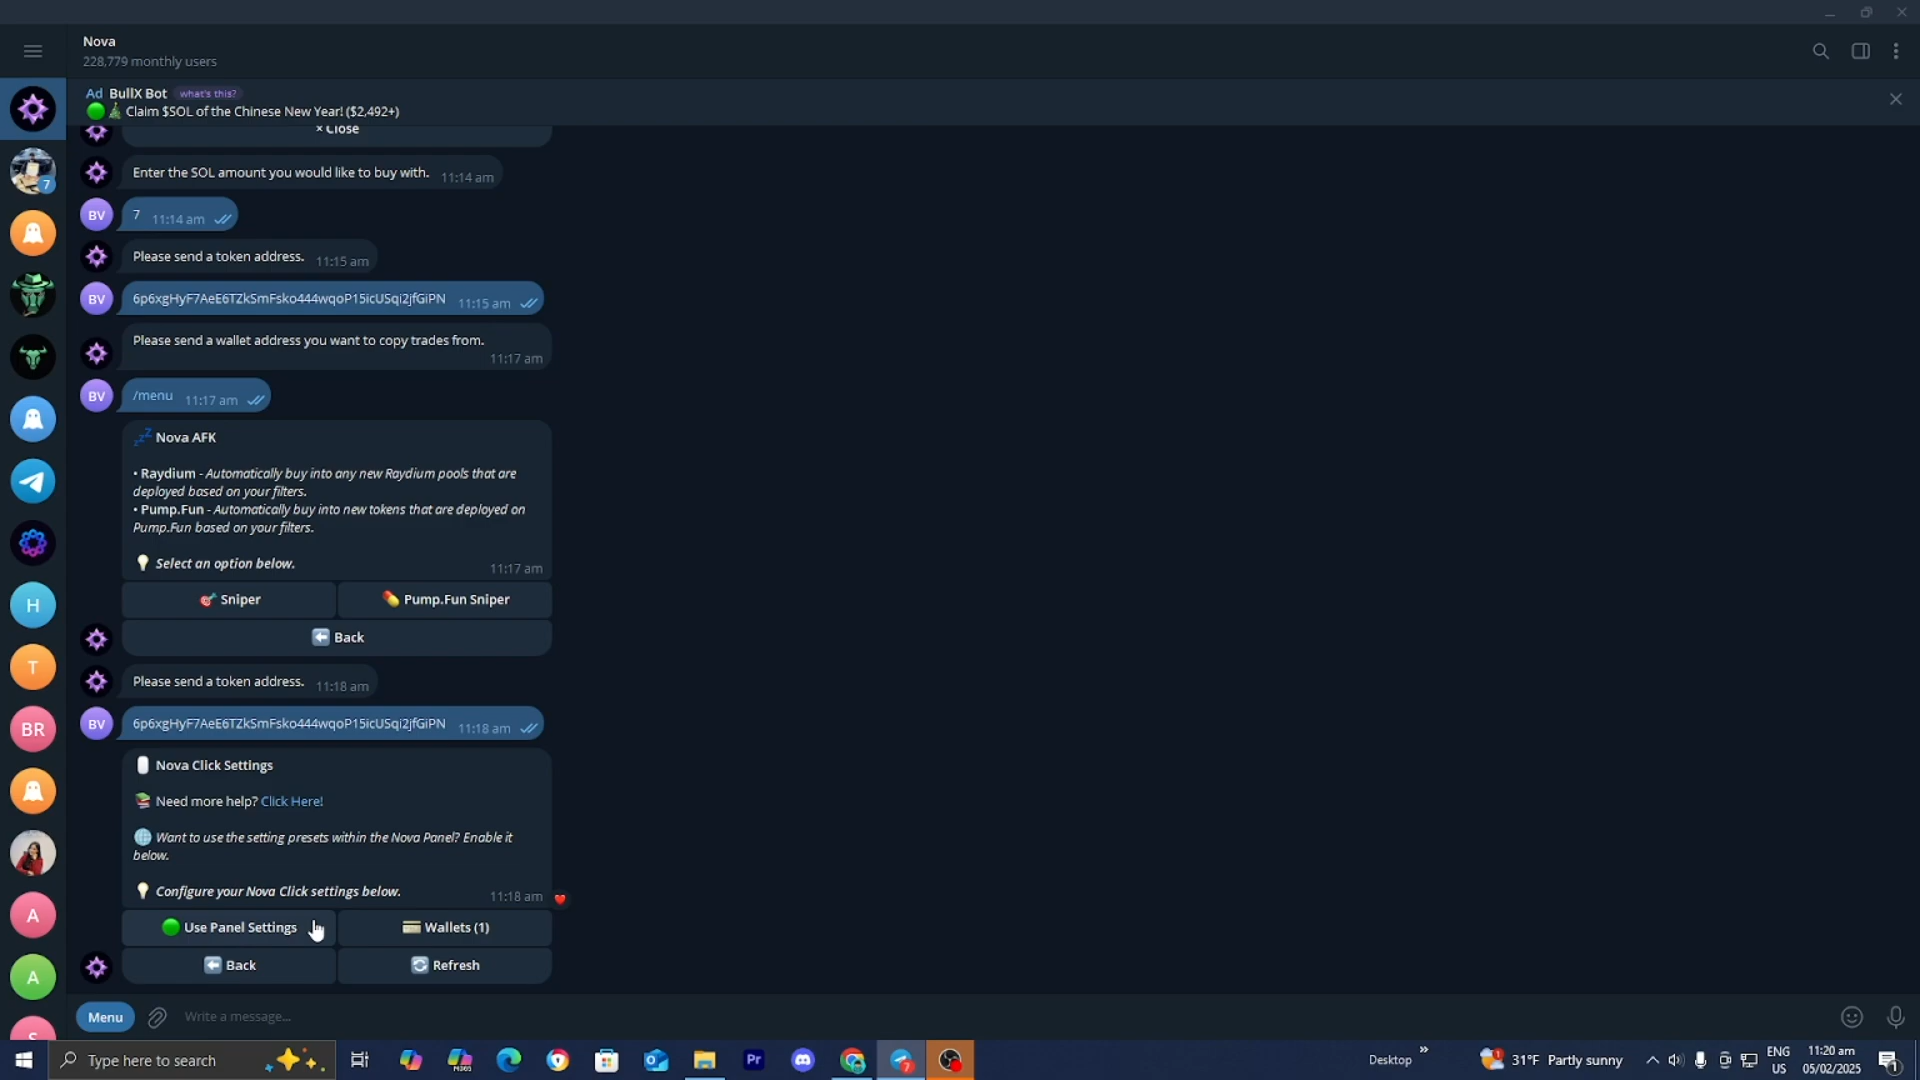 Nova
228,779 monthly users
Ad BullX Bot what's this?
Claim $SOL of the Chinese New Year! ($2,492+)
× Close
Enter the SOL amount you would like to buy with. 11:14 am
BV 7 11:14 am
7
Please send a token address. 11:15 am
BV 6p6xgHyF7AeE6TZkSmFsko444wqoP15icUSqi2jfGiPN 11:15 am
Please send a wallet address you want to copy trades from.
11:17 am
BV /menu 11:17 am
Nova AFK
• Raydium - Automatically buy into any new Raydium pools that are
deployed based on your filters.
• Pump.Fun - Automatically buy into new tokens that are deployed on
Pump.Fun based on your filters.
Select an option below. 11:17 am
Sniper Pump.Fun Sniper
H
Back
T
Please send a token address. 11:18 am
BR
BV 6p6xgHyF7AeE6TZkSmFsko444wqoP15icUSqi2jfGiPN 11:18 am
Nova Click Settings
Need more help? Click Here!
Want to use the setting presets within the Nova Panel? Enable it
below.
Configure your Nova Click settings below. 11:18 am
A
Use Panel Settings Wallets (1)
Back Refresh
A
S
Menu Write a message...
Type here to search
M365
Pr
7
Desktop
31°F Partly sunny
ENG
US
11:20 am
05/02/2025
1